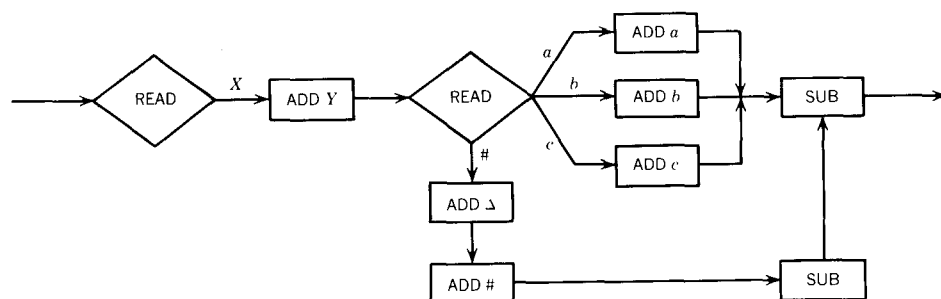 READ
X
ADD Y
READ
a
ADD a
b
ADD b
c
ADD c
SUB
#
ADD Δ
ADD #
SUB